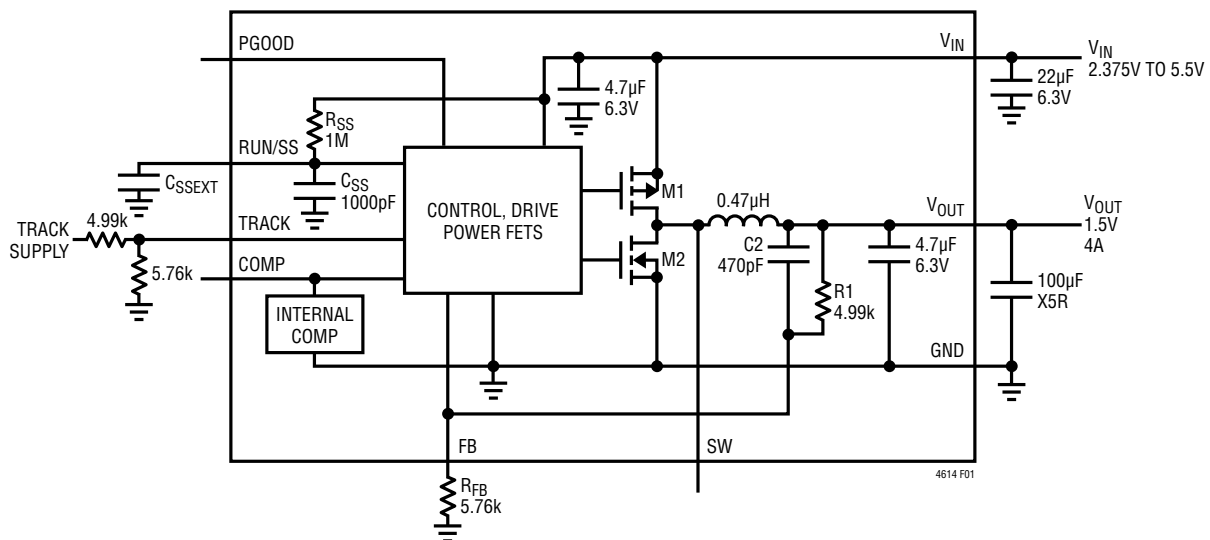 PGOOD
V_IN
V_IN
2.375V TO 5.5V
22µF
6.3V
4.7µF
6.3V
R_SS
1M
RUN/SS
C_SSEXT
C_SS
1000pF
CONTROL, DRIVE
POWER FETS
M1
0.47µH
V_OUT
V_OUT
1.5V
4A
4.99k
TRACK
TRACK
SUPPLY
5.76k
COMP
M2
C2
470pF
R1
4.99k
4.7µF
6.3V
100µF
X5R
INTERNAL
COMP
GND
FB
SW
4614 F01
R_FB
5.76k